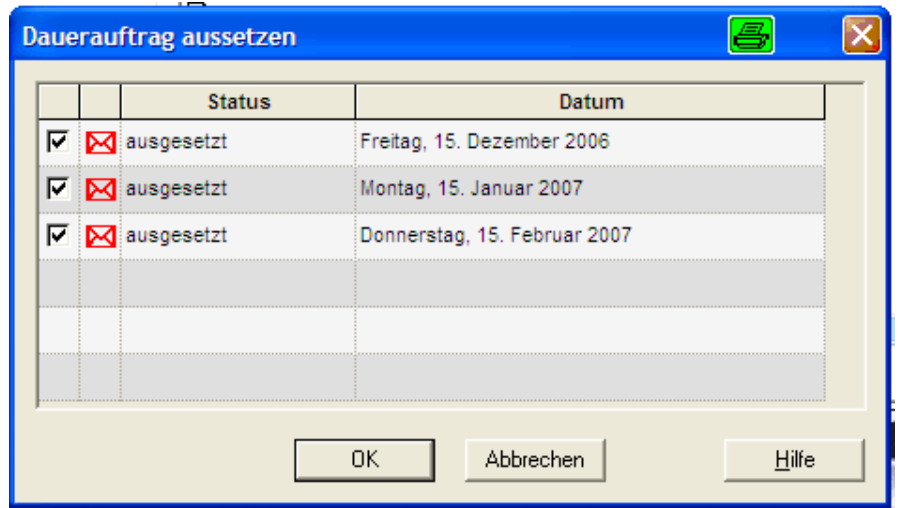 Dauerauftrag aussetzen
Status Datum
ausgesetzt Freitag, 15. Dezember 2006
ausgesetzt Montag, 15. Januar 2007
ausgesetzt Donnerstag, 15. Februar 2007
OK Abbrechen Hilfe